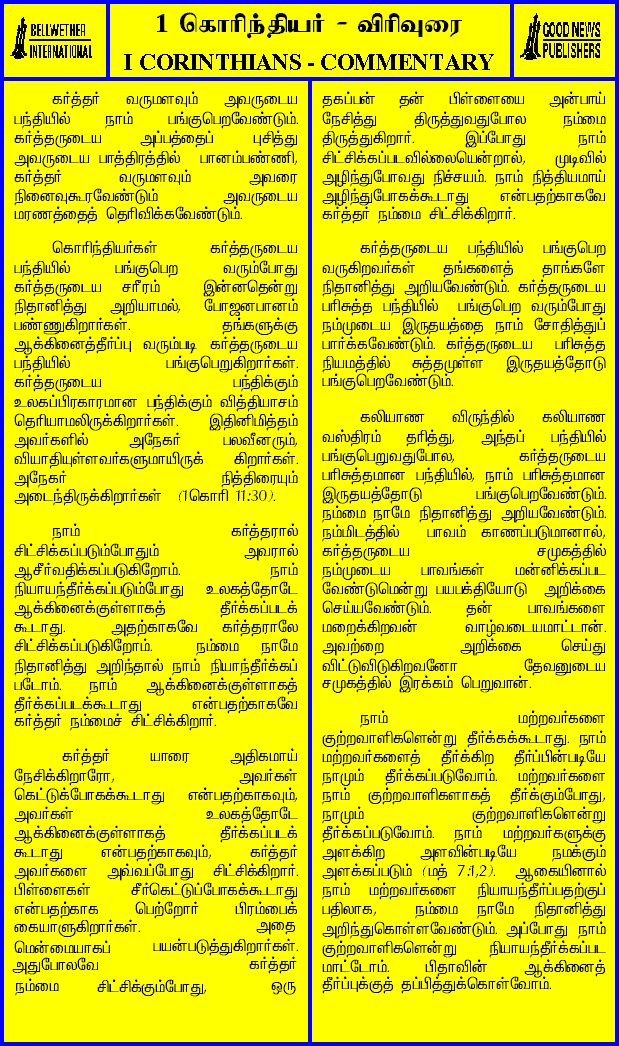 BELLWETHER
INTERNATIONAL
1 கொரிந்தியர் - விரிவுரை
I CORINTHIANS - COMMENTARY
GOOD NEWS
PUBLISHERS
கர்த்தர் வருமளவும் அவருடைய
பந்தியில் நாம் பங்குபெறவேண்டும்.
கர்த்தருடைய அப்பத்தைப் புசித்து
அவருடைய பாத்திரத்தில் பானம்பண்ணி,
கர்த்தர் வருமளவும் அவரை
நினைவுகூரவேண்டும் அவருடைய
மரணத்தைத் தெரிவிக்கவேண்டும்.
கொரிந்தியர்கள் கர்த்தருடைய
பந்தியில் பங்குபெற வரும்போது
கர்த்தருடைய சரீரம் இன்னதென்று
நிதானித்து அறியாமல், போஜனபானம்
பண்ணுகிறார்கள். தங்களுக்கு
ஆக்கினைத்தீர்ப்பு வரும்படி கர்த்தருடைய
பந்தியில் பங்குபெறுகிறார்கள்.
கர்த்தருடைய பந்திக்கும்
உலகப்பிரகாரமான பந்திக்கும் வித்தியாசம்
தெரியாமலிருக்கிறார்கள். இதினிமித்தம்
அவர்களில் அநேகர் பலவீனரும்,
வியாதியுள்ளவர்களுமாயிருக் கிறார்கள்.
அநேகர் நித்திரையும்
அடைந்திருக்கிறார்கள் (1கொரி 11:30).
நாம் கர்த்தரால்
சிட்சிக்கப்படும்போதும் அவரால்
ஆசீர்வதிக்கப்படுகிறோம். நாம்
நியாயந்தீர்க்கப்படும்போது உலகத்தோடே
ஆக்கினைக்குள்ளாகத் தீர்க்கப்படக்
கூடாது. அதற்காகவே கர்த்தராலே
சிட்சிக்கப்படுகிறோம். நம்மை நாமே
நிதானித்து அறிந்தால் நாம் நியாந்தீர்க்கப்
படோம். நாம் ஆக்கினைக்குள்ளாகத்
தீர்க்கப்படக்கூடாது என்பதற்காகவே
கர்த்தர் நம்மைச் சிட்சிக்கிறார்.
கர்த்தர் யாரை அதிகமாய்
நேசிக்கிறாரோ, அவர்கள்
கெட்டுக்போகக்கூடாது என்பதற்காகவும்,
அவர்கள் உலகத்தோடே
ஆக்கினைக்குள்ளாகத் தீர்க்கப்படக்
கூடாது என்பதற்காகவும், கர்த்தர்
அவர்களை அவ்வப்போது சிட்சிக்கிறார்.
பிள்ளைகள் சீர்கெட்டுப்போகக்கூடாது
என்பதற்காக பெற்றோர் பிரம்பைக்
கையாளுகிறார்கள். அதை
மென்மையாகப் பயன்படுத்துகிறார்கள்.
அதுபோலவே கர்த்தர்
நம்மை சிட்சிக்கும்போது, ஒரு
தகப்பன் தன் பிள்ளையை அன்பாய்
நேசித்து திருத்துவதுபோல நம்மை
திருத்துகிறார். இப்போது நாம்
சிட்சிக்கப்படவில்லையென்றால், முடிவில்
அழிந்துபோவது நிச்சயம். நாம் நித்தியமாய்
அழிந்துபோகக்கூடாது என்பதற்காகவே
கர்த்தர் நம்மை சிட்சிக்கிறார்.
கர்த்தருடைய பந்தியில் பங்குபெற
வருகிறவர்கள் தங்களைத் தாங்களே
நிதானித்து அறியவேண்டும். கர்த்தருடைய
பரிசுத்த பந்தியில் பங்குபெற வரும்போது
நம்முடைய இருதயத்தை நாம் சோதித்துப்
பார்க்கவேண்டும். கர்த்தருடைய பரிசுத்த
நியமத்தில் சுத்தமுள்ள இருதயத்தோடு
பங்குபெறவேண்டும்.
கலியாண விருந்தில் கலியாண
வஸ்திரம் தரித்து, அந்தப் பந்தியில்
பங்குபெறுவதுபோல, கர்த்தருடைய
பரிசுத்தமான பந்தியில், நாம் பரிசுத்தமான
இருதயத்தோடு பங்குபெறவேண்டும்.
நம்மை நாமே நிதானித்து அறியவேண்டும்.
நம்மிடத்தில் பாவம் காணப்படுமானால்,
கர்த்தருடைய சமுகத்தில்
நம்முடைய பாவங்கள் மன்னிக்கப்பட
வேண்டுமென்று பயபக்தியோடு அறிக்கை
செய்யவேண்டும். தன் பாவங்களை
மறைக்கிறவன் வாழ்வடையமாட்டான்.
அவற்றை அறிக்கை செய்து
விட்டுவிடுகிறவனோ தேவனுடைய
சமுகத்தில் இரக்கம் பெறுவான்.
நாம் மற்றவர்களை
குற்றவாளிகளென்று தீர்க்கக்கூடாது. நாம்
மற்றவர்களைத் தீர்க்கிற தீர்ப்பின்படியே
நாமும் தீர்க்கப்படுவோம். மற்றவர்களை
நாம் குற்றவாளிகளாகத் தீர்க்கும்போது,
நாமும் குற்றவாளிகளென்று
தீர்க்கப்படுவோம். நாம் மற்றவர்களுக்கு
அளக்கிற அளவின்படியே நமக்கும்
அளக்கப்படும் (மத் 7:1,2). ஆகையினால்
நாம் மற்றவர்களை நியாயந்தீர்ப்பதற்குப்
பதிலாக, நம்மை நாமே நிதானித்து
அறிந்துகொள்ளவேண்டும். அப்போது நாம்
குற்றவாளிகளென்று நியாயந்தீர்க்கப்பட
மாட்டோம். பிதாவின் ஆக்கினைத்
தீர்ப்புக்குத் தப்பித்துக்கொள்வோம்.